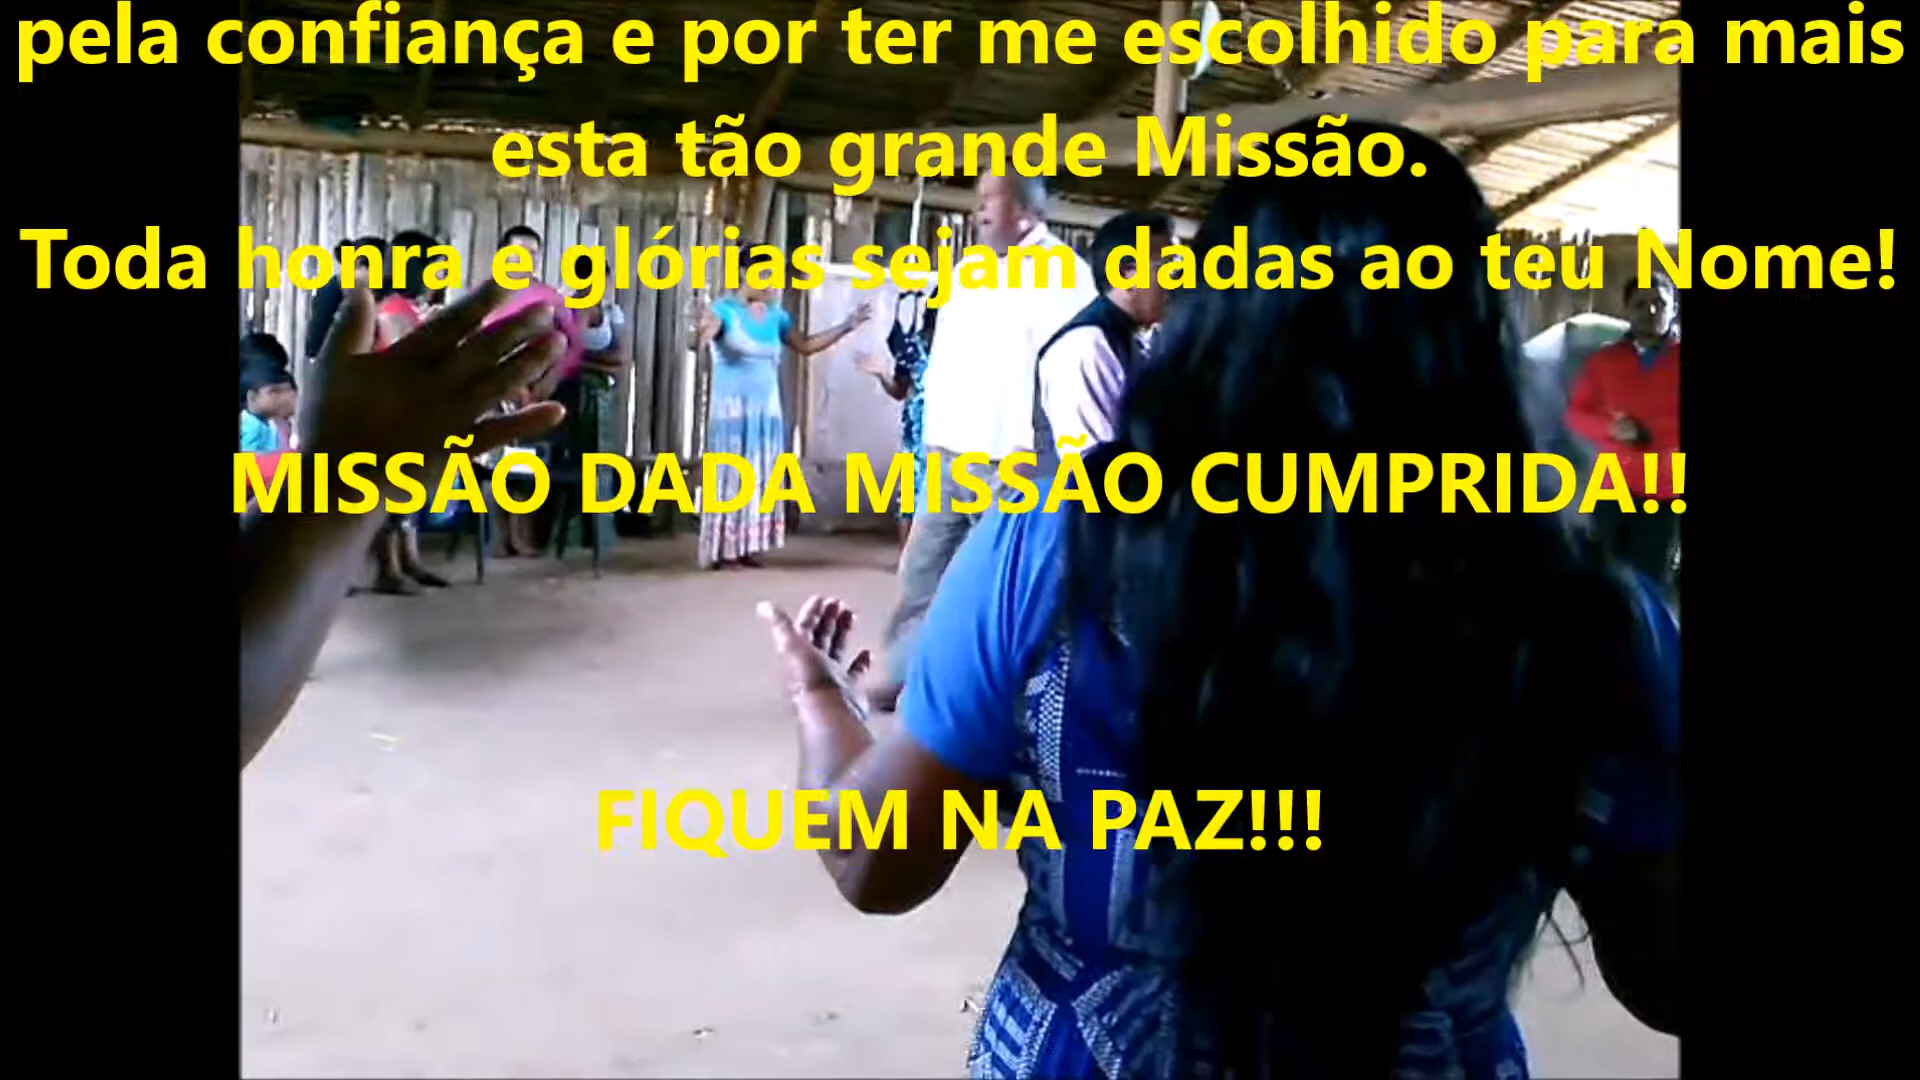 pela confiança e por ter me escolhido para mais
esta tão grande Missão.
Toda honra e glórias sejam dadas ao teu Nome!
MISSÃO DADA MISSÃO CUMPRIDA!!
FIQUEM NA PAZ!!!